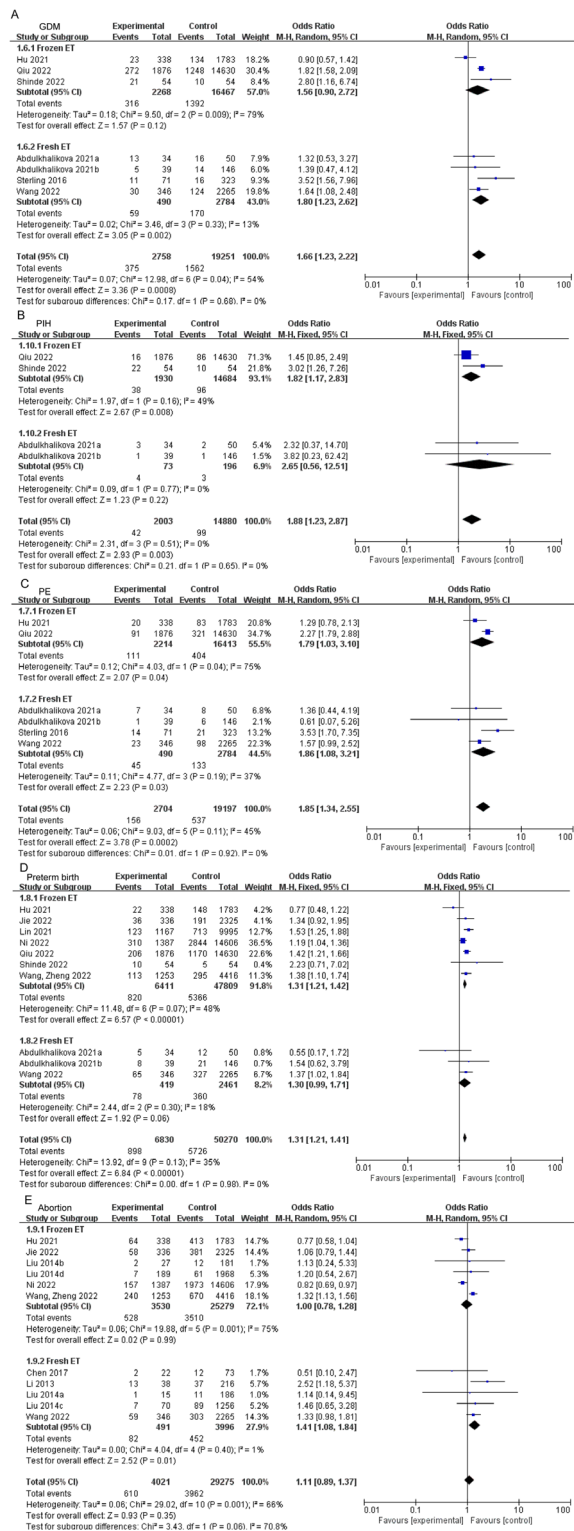 A
GDM Experimental Control Odds Ratio Odds Ratio
Study or Subgroup Events Total Events Total Weight M-H, Random, 95% CI M-H, Random, 95% CI
1.6.1 Frozen ET
Hu 2021 23 338 134 1783 18.2% 0.90 [0.57, 1.42]
Qiu 2022 272 1876 1248 14630 30.4% 1.82 [1.58, 2.09]
Shinde 2022 21 54 10 54 8.4% 2.80 [1.16, 6.74]
Subtotal (95% CI) 2268 16467 57.0% 1.56 [0.90, 2.72]
Total events 316 1392
Heterogeneity: Tau² = 0.18; Chi² = 9.50, df = 2 (P = 0.009); I² = 79%
Test for overall effect: Z = 1.57 (P = 0.12)
1.6.2 Fresh ET
Abdulkhalikova 2021a 13 34 16 50 7.9% 1.32 [0.53, 3.27]
Abdulkhalikova 2021b 5 39 14 146 6.0% 1.39 [0.47, 4.12]
Sterling 2016 11 71 16 323 9.3% 3.52 [1.56, 7.96]
Wang 2022 30 346 124 2265 19.8% 1.64 [1.08, 2.48]
Subtotal (95% CI) 490 2784 43.0% 1.80 [1.23, 2.62]
Total events 59 170
Heterogeneity: Tau² = 0.02; Chi² = 3.46, df = 3 (P = 0.33); I² = 13%
Test for overall effect: Z = 3.05 (P = 0.002)
Total (95% CI) 2758 19251 100.0% 1.66 [1.23, 2.22]
Total events 375 1562
Heterogeneity: Tau² = 0.07; Chi² = 12.98, df = 6 (P = 0.04); I² = 54%
Test for overall effect: Z = 3.36 (P = 0.0008)
Test for subgroup differences: Chi² = 0.17, df = 1 (P = 0.68), I² = 0%
0.01 0.1 1 10 100
Favours [experimental] Favours [control]
B
PIH Experimental Control Odds Ratio Odds Ratio
Study or Subgroup Events Total Events Total Weight M-H, Fixed, 95% CI M-H, Fixed, 95% CI
1.10.1 Frozen ET
Qiu 2022 16 1876 86 14630 71.3% 1.45 [0.85, 2.49]
Shinde 2022 22 54 10 54 21.8% 3.02 [1.26, 7.26]
Subtotal (95% CI) 1930 14684 93.1% 1.82 [1.17, 2.83]
Total events 38 96
Heterogeneity: Chi² = 1.97, df = 1 (P = 0.16); I² = 49%
Test for overall effect: Z = 2.67 (P = 0.008)
1.10.2 Fresh ET
Abdulkhalikova 2021a 3 34 2 50 5.4% 2.32 [0.37, 14.70]
Abdulkhalikova 2021b 1 39 1 146 1.5% 3.82 [0.23, 62.42]
Subtotal (95% CI) 73 196 6.9% 2.65 [0.56, 12.51]
Total events 4 3
Heterogeneity: Chi² = 0.09, df = 1 (P = 0.77); I² = 0%
Test for overall effect: Z = 1.23 (P = 0.22)
Total (95% CI) 2003 14880 100.0% 1.88 [1.23, 2.87]
Total events 42 99
Heterogeneity: Chi² = 2.31, df = 3 (P = 0.51); I² = 0%
Test for overall effect: Z = 2.93 (P = 0.003)
Test for subgroup differences: Chi² = 0.21, df = 1 (P = 0.65), I² = 0%
0.01 0.1 1 10 100
Favours [experimental] Favours [control]
C
PE Experimental Control Odds Ratio Odds Ratio
Study or Subgroup Events Total Events Total Weight M-H, Random, 95% CI M-H, Random, 95% CI
1.7.1 Frozen ET
Hu 2021 20 338 83 1783 20.8% 1.29 [0.78, 2.13]
Qiu 2022 91 1876 321 14630 34.7% 2.27 [1.79, 2.88]
Subtotal (95% CI) 2214 16413 55.5% 1.79 [1.03, 3.10]
Total events 111 404
Heterogeneity: Tau² = 0.12; Chi² = 4.03, df = 1 (P = 0.04); I² = 75%
Test for overall effect: Z = 2.07 (P = 0.04)
1.7.2 Fresh ET
Abdulkhalikova 2021a 7 34 8 50 6.8% 1.36 [0.44, 4.19]
Abdulkhalikova 2021b 1 39 6 146 2.1% 0.61 [0.07, 5.26]
Sterling 2016 14 71 21 323 13.2% 3.53 [1.70, 7.35]
Wang 2022 23 346 98 2265 22.3% 1.57 [0.99, 2.52]
Subtotal (95% CI) 490 2784 44.5% 1.86 [1.08, 3.21]
Total events 45 133
Heterogeneity: Tau² = 0.11; Chi² = 4.77, df = 3 (P = 0.19); I² = 37%
Test for overall effect: Z = 2.23 (P = 0.03)
Total (95% CI) 2704 19197 100.0% 1.85 [1.34, 2.55]
Total events 156 537
Heterogeneity: Tau² = 0.06; Chi² = 9.03, df = 5 (P = 0.11); I² = 45%
Test for overall effect: Z = 3.78 (P = 0.0002)
Test for subgroup differences: Chi² = 0.01, df = 1 (P = 0.92), I² = 0%
0.01 0.1 1 10 100
Favours [experimental] Favours [control]
D
Preterm birth Experimental Control Odds Ratio Odds Ratio
Study or Subgroup Events Total Events Total Weight M-H, Fixed, 95% CI M-H, Fixed, 95% CI
1.8.1 Frozen ET
Hu 2021 22 338 148 1783 4.2% 0.77 [0.48, 1.22]
Jie 2022 36 336 191 2325 4.1% 1.34 [0.92, 1.95]
Lin 2021 123 1167 713 9995 13.0% 1.53 [1.25, 1.88]
Ni 2022 310 1387 2844 14606 36.5% 1.19 [1.04, 1.36]
Qiu 2022 206 1876 1170 14630 22.3% 1.42 [1.21, 1.66]
Shinde 2022 10 54 5 54 0.4% 2.23 [0.71, 7.02]
Wang, Zheng 2022 113 1253 295 4416 11.3% 1.38 [1.10, 1.74]
Subtotal (95% CI) 6411 47809 91.8% 1.31 [1.21, 1.42]
Total events 820 5366
Heterogeneity: Chi² = 11.48, df = 6 (P = 0.07); I² = 48%
Test for overall effect: Z = 6.57 (P < 0.00001)
1.8.2 Fresh ET
Abdulkhalikova 2021a 5 34 12 50 0.8% 0.55 [0.17, 1.72]
Abdulkhalikova 2021b 8 39 21 146 0.7% 1.54 [0.62, 3.79]
Wang 2022 65 346 327 2265 6.7% 1.37 [1.02, 1.84]
Subtotal (95% CI) 419 2461 8.2% 1.30 [0.99, 1.71]
Total events 78 360
Heterogeneity: Chi² = 2.44, df = 2 (P = 0.30); I² = 18%
Test for overall effect: Z = 1.92 (P = 0.06)
Total (95% CI) 6830 50270 100.0% 1.31 [1.21, 1.41]
Total events 898 5726
Heterogeneity: Chi² = 13.92, df = 9 (P = 0.13); I² = 35%
Test for overall effect: Z = 6.84 (P < 0.00001)
Test for subgroup differences: Chi² = 0.00, df = 1 (P = 0.98), I² = 0%
0.01 0.1 1 10 100
Favours [experimental] Favours [control]
E
Abortion Experimental Control Odds Ratio Odds Ratio
Study or Subgroup Events Total Events Total Weight M-H, Random, 95% CI M-H, Random, 95% CI
1.9.1 Frozen ET
Hu 2021 64 338 413 1783 14.7% 0.77 [0.58, 1.04]
Jie 2022 58 336 381 2325 14.4% 1.06 [0.79, 1.44]
Liu 2014b 2 27 12 181 1.7% 1.13 [0.24, 5.33]
Liu 2014d 7 189 61 1968 5.4% 1.20 [0.54, 2.67]
Ni 2022 157 1387 1973 14606 17.8% 0.82 [0.69, 0.97]
Wang, Zheng 2022 240 1253 670 4416 18.1% 1.32 [1.13, 1.56]
Subtotal (95% CI) 3530 25279 72.1% 1.00 [0.78, 1.28]
Total events 528 3510
Heterogeneity: Tau² = 0.06; Chi² = 19.88, df = 5 (P = 0.001); I² = 75%
Test for overall effect: Z = 0.02 (P = 0.99)
1.9.2 Fresh ET
Chen 2017 2 22 12 73 1.7% 0.51 [0.10, 2.47]
Li 2013 13 38 37 216 5.9% 2.52 [1.18, 5.37]
Liu 2014a 1 15 11 186 0.9% 1.14 [0.14, 9.45]
Liu 2014c 7 70 89 1256 5.2% 1.46 [0.65, 3.28]
Wang 2022 59 346 303 2265 14.3% 1.33 [0.98, 1.81]
Subtotal (95% CI) 491 3996 27.9% 1.41 [1.08, 1.84]
Total events 82 452
Heterogeneity: Tau² = 0.00; Chi² = 4.04, df = 4 (P = 0.40); I² = 1%
Test for overall effect: Z = 2.52 (P = 0.01)
Total (95% CI) 4021 29275 100.0% 1.11 [0.89, 1.37]
Total events 610 3962
Heterogeneity: Tau² = 0.06; Chi² = 29.02, df = 10 (P = 0.001); I² = 66%
Test for overall effect: Z = 0.93 (P = 0.35)
Test for subgroup differences: Chi² = 3.43, df = 1 (P = 0.06), I² = 70.8%
0.01 0.1 1 10 100
Favours [experimental] Favours [control]